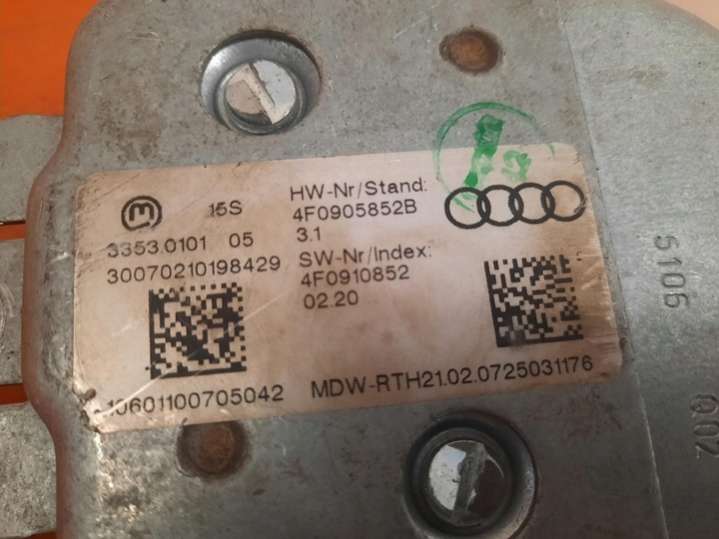 m 15S
3353.0101 05
30070210198429
10601100705042
HW-Nr/Stand:
4F0905852B
3.1
SW-Nr/Index:
4F0910852
02.20
MDW-RTH21.02.0725031176
5106
002